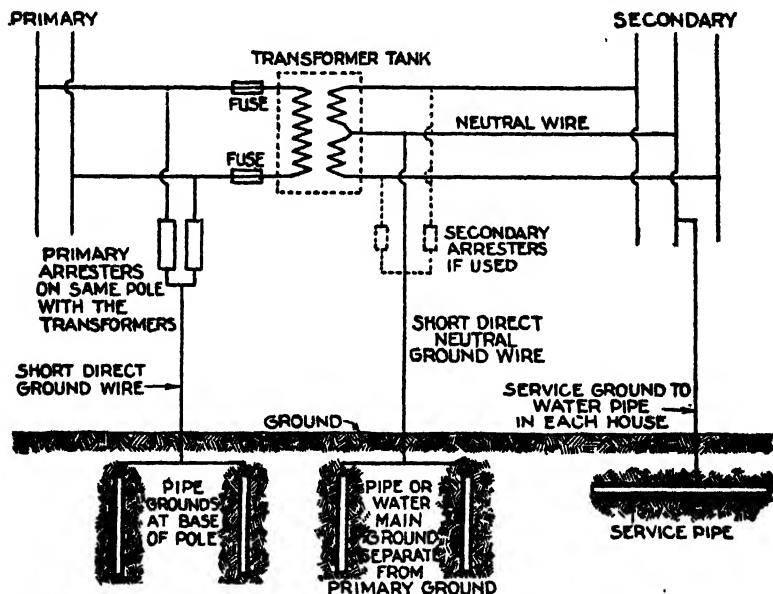 PRIMARY
SECONDARY
TRANSFORMER TANK
FUSE
NEUTRAL WIRE
FUSE
PRIMARY
ARRESTERS
ON SAME POLE
WITH THE
TRANSFORMERS
SECONDARY
ARRESTERS
IF USED
SHORT DIRECT
NEUTRAL
GROUND WIRE
SHORT DIRECT
GROUND WIRE
SERVICE GROUND TO
WATER PIPE
IN EACH HOUSE
GROUND
PIPE
GROUNDS
AT BASE
OF POLE
PIPE OR
WATER
MAIN
GROUND
SEPARATE
FROM
PRIMARY GROUND
SERVICE PIPE